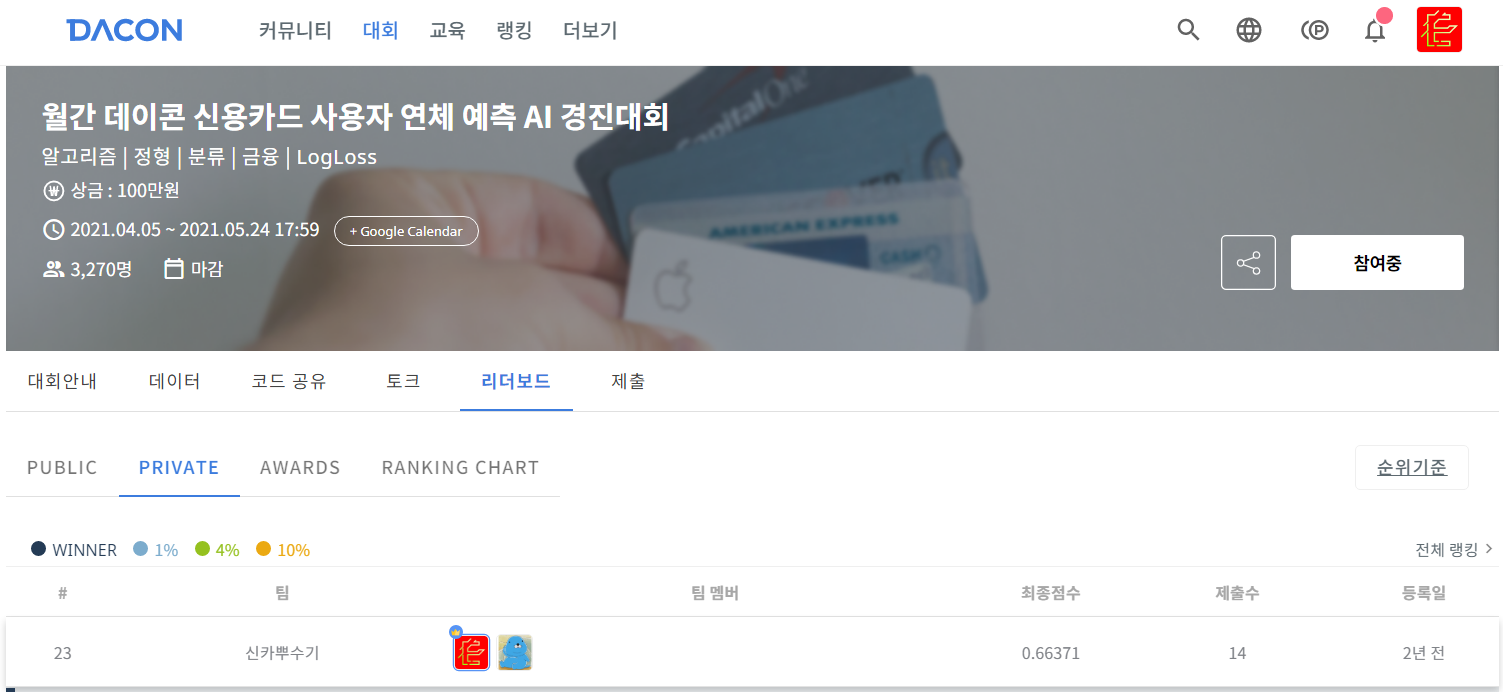 DACON 커뮤니티 대회 교육 랭킹 더보기
월간 데이콘 신용카드 사용자 연체 예측 AI 경진대회
알고리즘 | 정형 | 분류 | 금융 | LogLoss
상금 : 100만원
2021.04.05 ~ 2021.05.24 17:59 + Google Calendar
3,270명 마감
참여중
Capital One
AMERICAN EXPRESS
CASH
대회안내 데이터 코드 공유 토크 리더보드 제출
PUBLIC PRIVATE AWARDS RANKING CHART 순위기준
WINNER 1% 4% 10% 전체 랭킹 >
# 팀 팀 멤버 최종점수 제출수 등록일
23 신카뿌수기 0.66371 14 2년 전